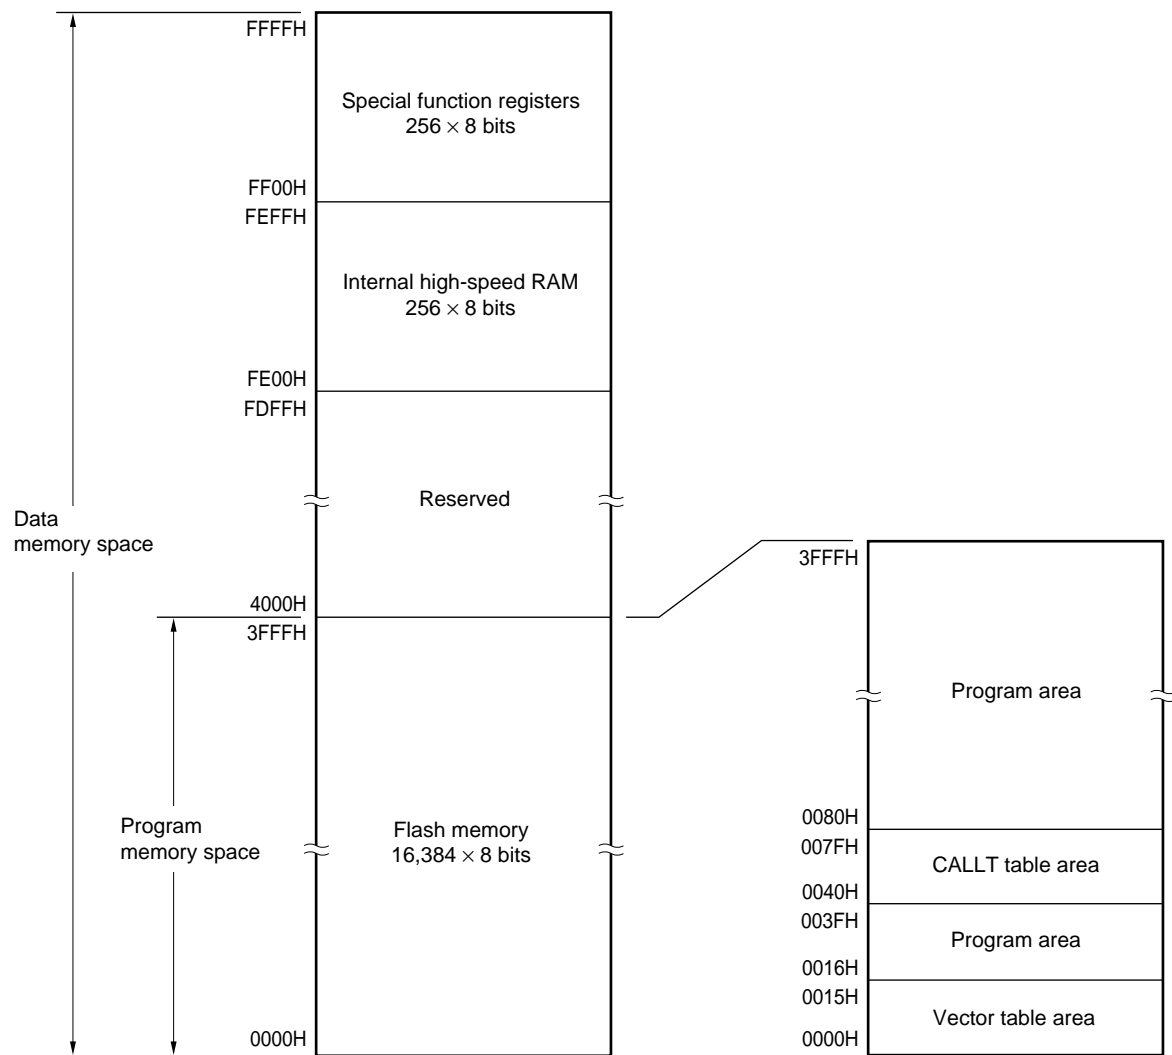 FFFFH
Special function registers
256 × 8 bits
FF00H
FEFFH
Internal high-speed RAM
256 × 8 bits
FE00H
FDFFH
Reserved
Data
memory space
3FFFH
4000H
3FFFH
Program area
Program
memory space
Flash memory
16,384 × 8 bits
0080H
007FH
CALLT table area
0040H
003FH
Program area
0016H
0015H
Vector table area
0000H
0000H